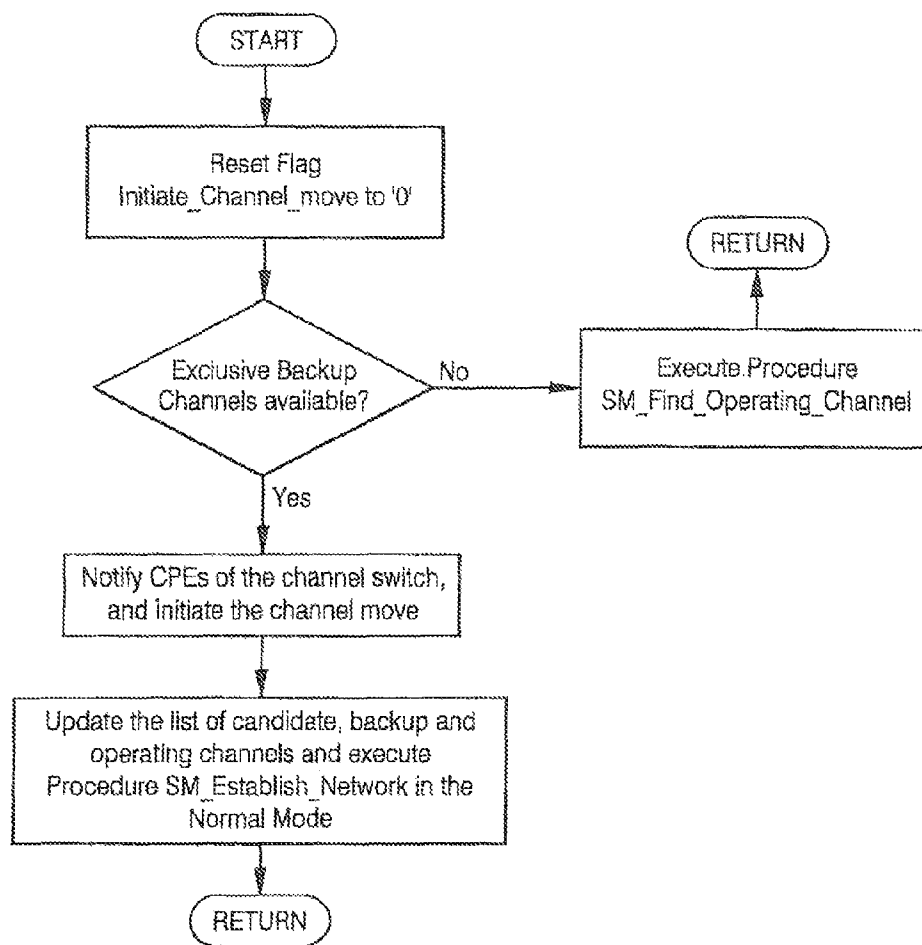 START
Reset Flag
Initiate_Channel_move to '0'
Exclusive Backup
Channels available?
No
Execute Procedure
SM_Find_Operating_Channel
RETURN
Yes
Notify CPEs of the channel switch,
and initiate the channel move
Update the list of candidate, backup and
operating channels and execute
Procedure SM_Establish_Network in the
Normal Mode
RETURN